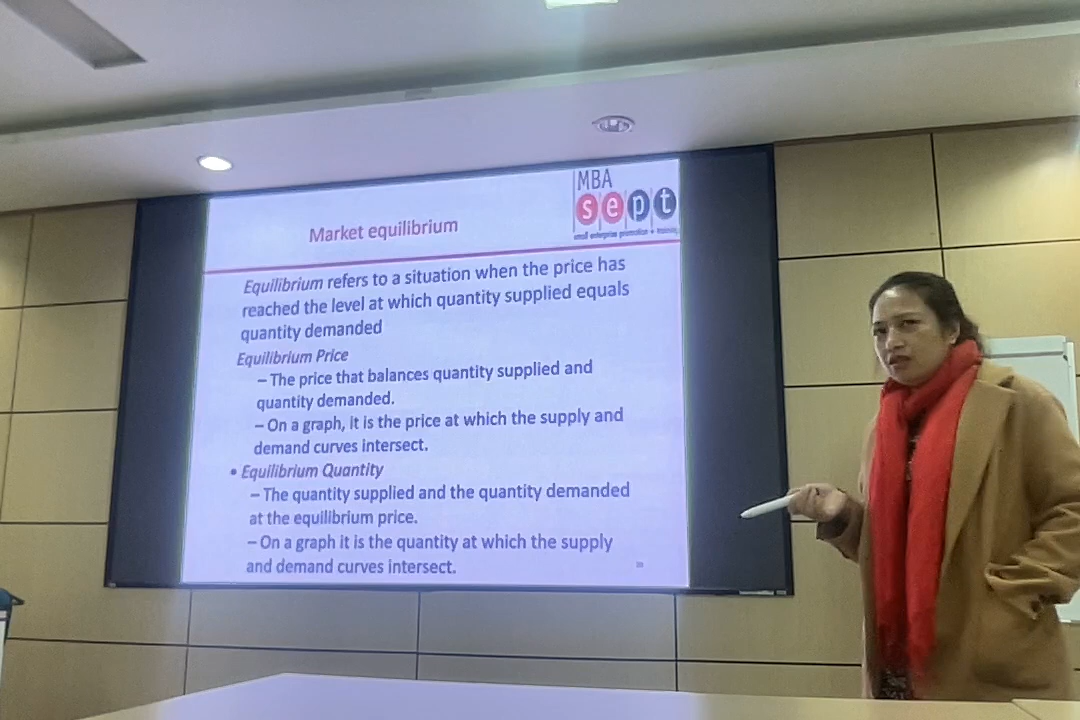 MBA
sept
small enterprise promotion + training
Market equilibrium
Equilibrium refers to a situation when the price has
reached the level at which quantity supplied equals
quantity demanded
Equilibrium Price
– The price that balances quantity supplied and
quantity demanded.
– On a graph, it is the price at which the supply and
demand curves intersect.
• Equilibrium Quantity
– The quantity supplied and the quantity demanded
at the equilibrium price.
– On a graph it is the quantity at which the supply
and demand curves intersect.